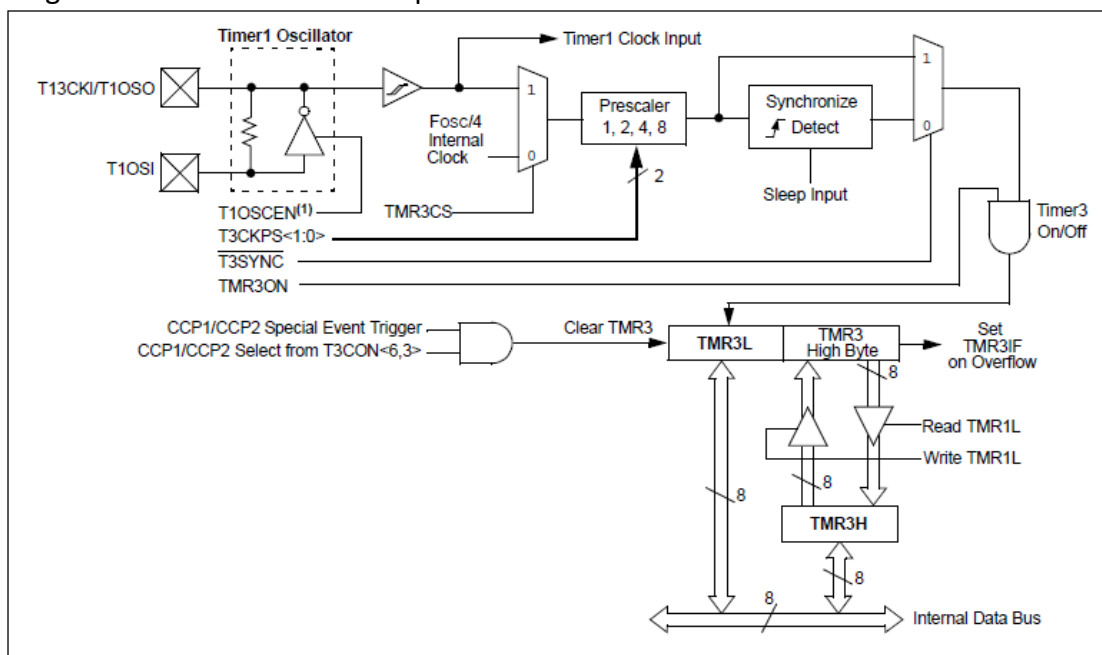 Timer1 Oscillator
Timer1 Clock Input
T13CKI/T1OSO
1
1
Prescaler
1, 2, 4, 8
Synchronize
Detect
Fosc/4
Internal
Clock
0
0
T1OSI
2
Sleep Input
T1OSCEN(1)
TMR3CS
Timer3
On/Off
T3CKPS<1:0>
T3SYNC
TMR3ON
CCP1/CCP2 Special Event Trigger
CCP1/CCP2 Select from T3CON<6,3>
Clear TMR3
TMR3L
TMR3
High Byte
Set
TMR3IF
on Overflow
8
Read TMR1L
Write TMR1L
8
8
TMR3H
8
8
Internal Data Bus